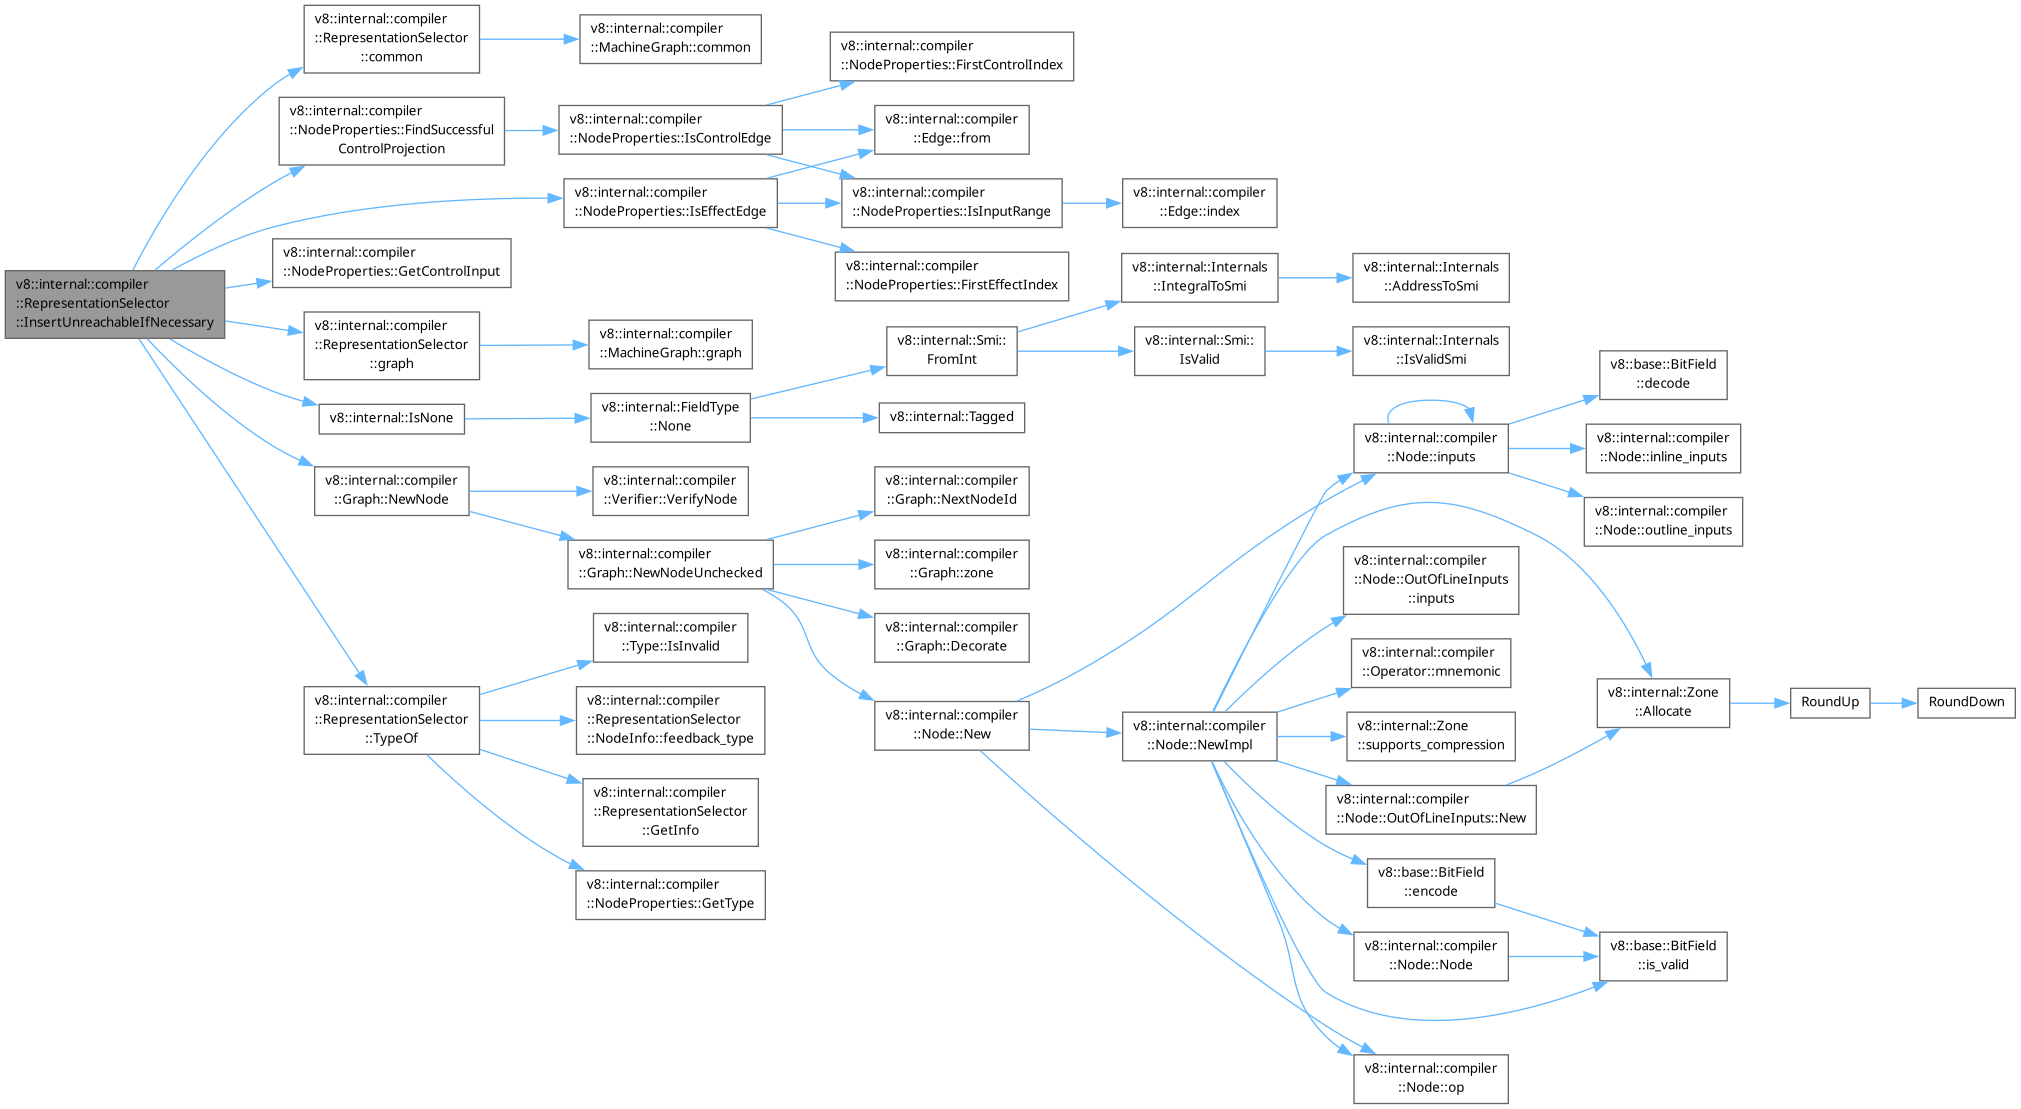 v8::internal::compiler
::RepresentationSelector
::InsertUnreachableIfNecessary
v8::internal::compiler
::RepresentationSelector
::common
v8::internal::compiler
::MachineGraph::common
v8::internal::compiler
::NodeProperties::FindSuccessful
ControlProjection
v8::internal::compiler
::NodeProperties::IsControlEdge
v8::internal::compiler
::NodeProperties::FirstControlIndex
v8::internal::compiler
::Edge::from
v8::internal::compiler
::NodeProperties::IsInputRange
v8::internal::compiler
::Edge::index
v8::internal::compiler
::NodeProperties::IsEffectEdge
v8::internal::compiler
::NodeProperties::FirstEffectIndex
v8::internal::compiler
::NodeProperties::GetControlInput
v8::internal::compiler
::RepresentationSelector
::graph
v8::internal::compiler
::MachineGraph::graph
v8::internal::IsNone
v8::internal::FieldType
::None
v8::internal::Smi::
FromInt
v8::internal::Internals
::IntegralToSmi
v8::internal::Internals
::AddressToSmi
v8::internal::Smi::
IsValid
v8::internal::Internals
::IsValidSmi
v8::internal::Tagged
v8::internal::compiler
::Graph::NewNode
v8::internal::compiler
::Verifier::VerifyNode
v8::internal::compiler
::Graph::NewNodeUnchecked
v8::internal::compiler
::Graph::NextNodeId
v8::internal::compiler
::Graph::zone
v8::internal::compiler
::Graph::Decorate
v8::internal::compiler
::Node::New
v8::internal::compiler
::Node::inputs
v8::base::BitField
::decode
v8::internal::compiler
::Node::inline_inputs
v8::internal::compiler
::Node::outline_inputs
v8::internal::compiler
::Node::NewImpl
v8::internal::compiler
::Node::OutOfLineInputs
::inputs
v8::internal::compiler
::Operator::mnemonic
v8::internal::Zone
::supports_compression
v8::internal::compiler
::Node::OutOfLineInputs::New
v8::internal::Zone
::Allocate
RoundUp
RoundDown
v8::base::BitField
::encode
v8::internal::compiler
::Node::Node
v8::base::BitField
::is_valid
v8::internal::compiler
::Node::op
v8::internal::compiler
::RepresentationSelector
::TypeOf
v8::internal::compiler
::Type::IsInvalid
v8::internal::compiler
::RepresentationSelector
::NodeInfo::feedback_type
v8::internal::compiler
::RepresentationSelector
::GetInfo
v8::internal::compiler
::NodeProperties::GetType